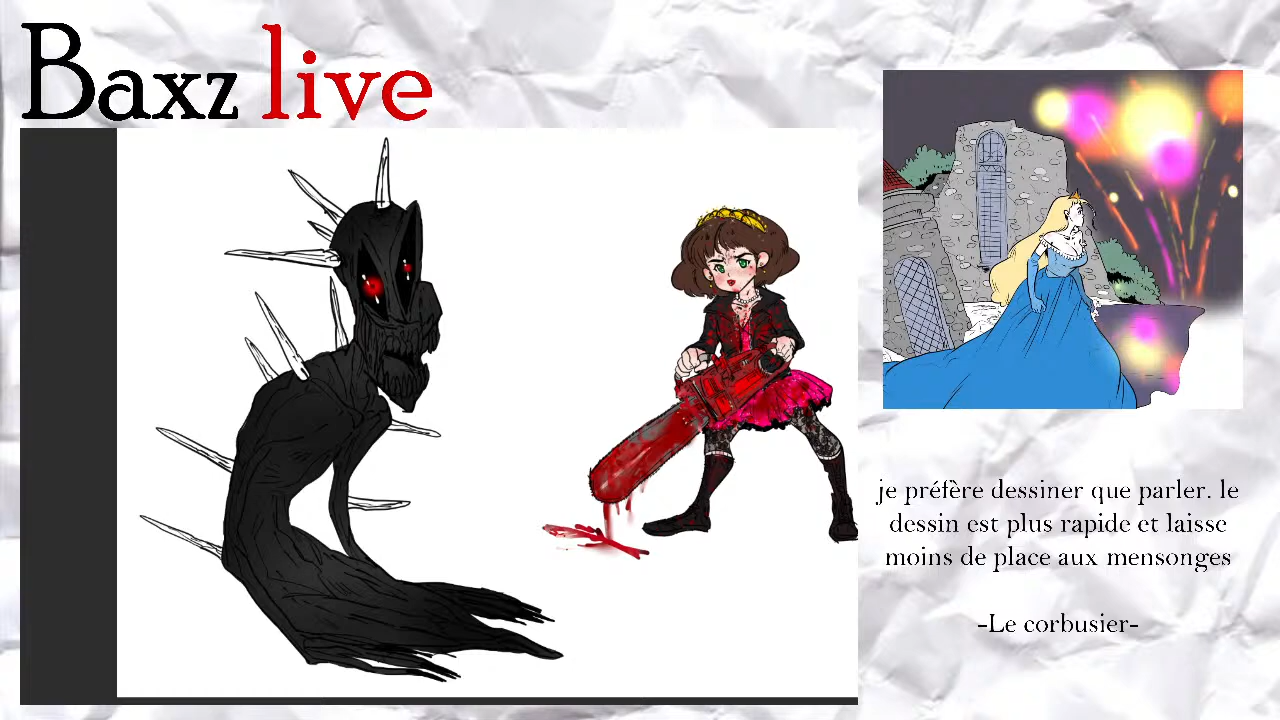 Baxz live
je préfère dessiner que parler. le
dessin est plus rapide et laisse
moins de place aux mensonges
-Le corbusier-